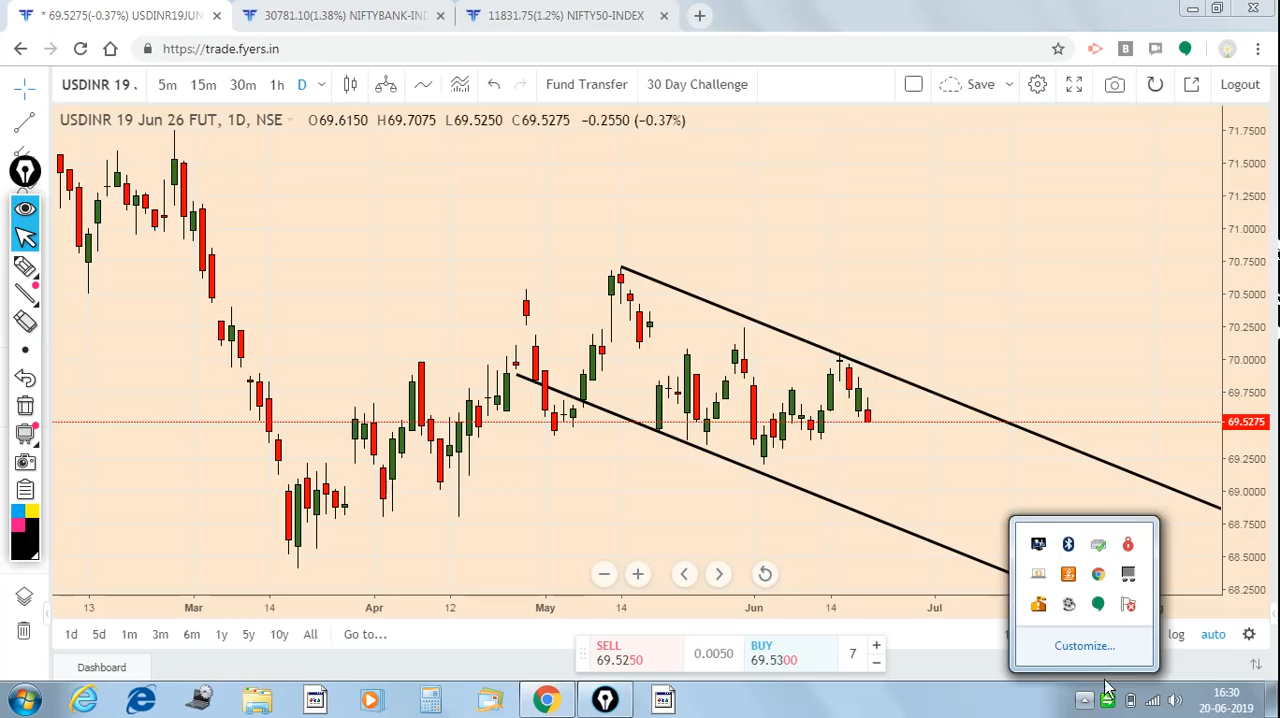 * 69.5275(-0.37%) USDINR19JUN
30781.10(1.38%) NIFTYBANK-IND
11831.75(1.2%) NIFTY50-INDEX
https://trade.fyers.in
B
USDINR 19 .
5m 15m 30m 1h D
Fund Transfer
30 Day Challenge
Save
Logout
USDINR 19 Jun 26 FUT, 1D, NSE O69.6150 H69.7075 L69.5250 C69.5275 −0.2550 (−0.37%)
71.7500
71.5000
71.2500
71.0000
70.7500
70.5000
70.2500
70.0000
69.7500
69.5275
69.2500
69.0000
68.7500
68.5000
68.2500
13 Mar 14 Apr 12 May 14 Jun 14 Jul
1d 5d 1m 3m 6m 1y 5y 10y All Go to...
log auto
SELL
69.5250
0.0050
BUY
69.5300
7
Customize...
Dashboard
16:30
20-06-2019